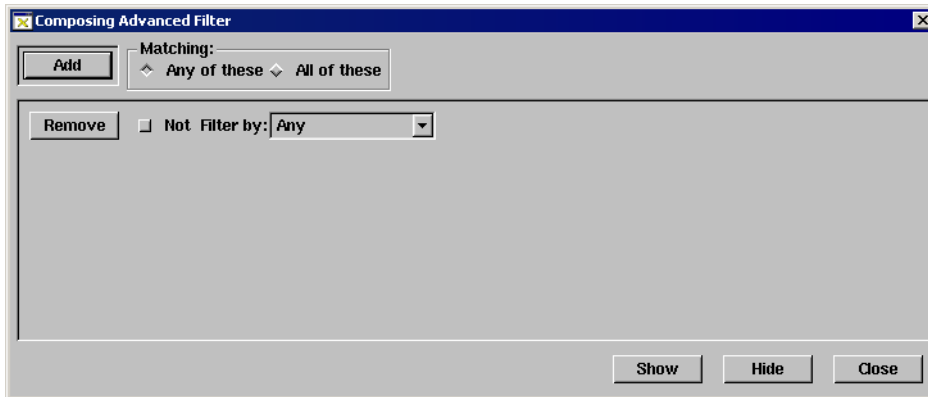 Composing Advanced Filter
Matching:
Add Any of these All of these
Remove Not Filter by: Any
Show Hide Close